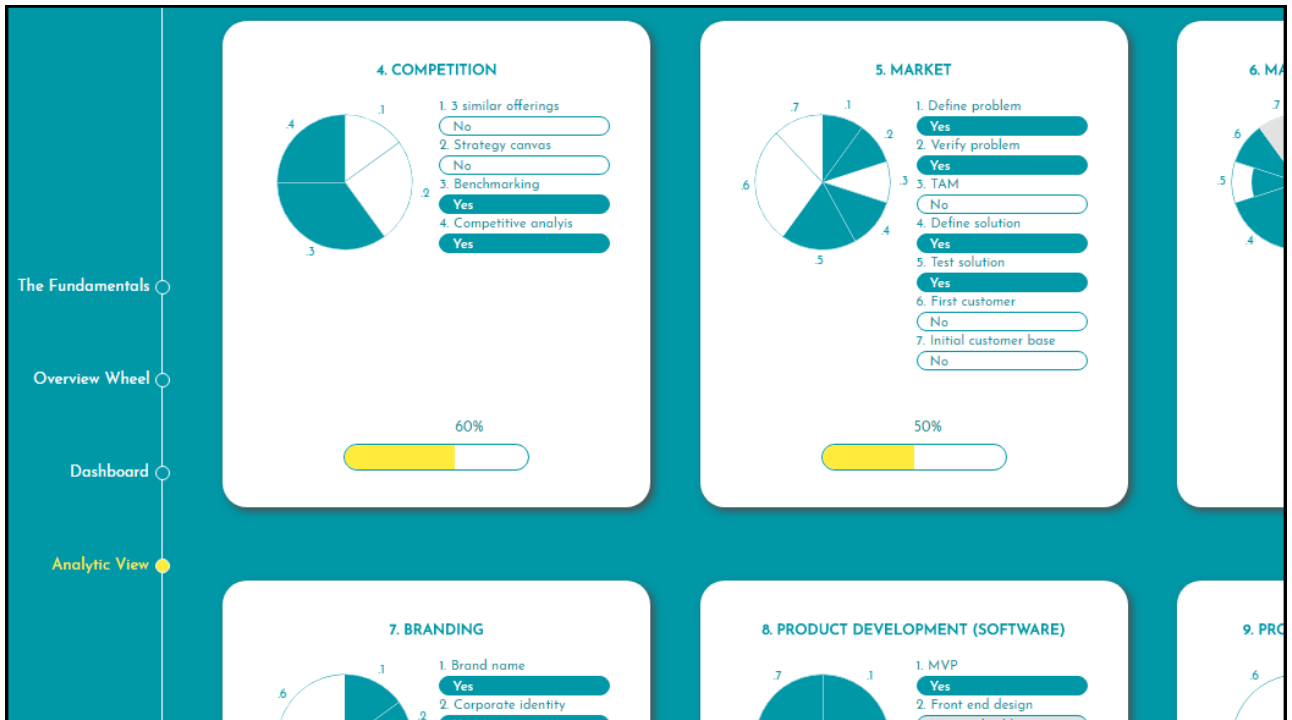 4. COMPETITION
.1
.2
.3
.4
1. 3 similar offerings
No
2. Strategy canvas
No
3. Benchmarking
Yes
4. Competitive analyis
Yes
60%
5. MARKET
.1
.2
.3
.4
.5
.6
.7
1. Define problem
Yes
2. Verify problem
Yes
3. TAM
No
4. Define solution
Yes
5. Test solution
Yes
6. First customer
No
7. Initial customer base
No
50%
6. MA
.7
.6
.5
.4
The Fundamentals
Overview Wheel
Dashboard
Analytic View
7. BRANDING
.1
.2
.6
1. Brand name
Yes
2. Corporate identity
8. PRODUCT DEVELOPMENT (SOFTWARE)
.7
.1
1. MVP
Yes
2. Front end design
9. PRO
.6